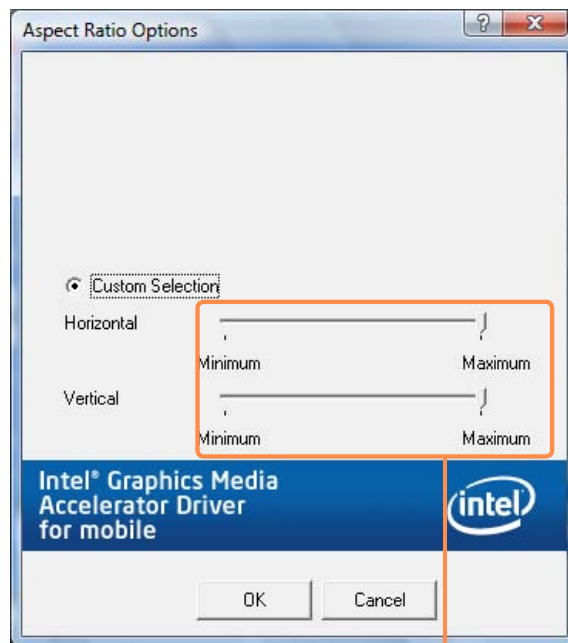 Aspect Ratio Options
Custom Selection
Horizontal
Minimum Maximum
Vertical
Minimum Maximum
Intel® Graphics Media
Accelerator Driver
for mobile
intel
OK Cancel